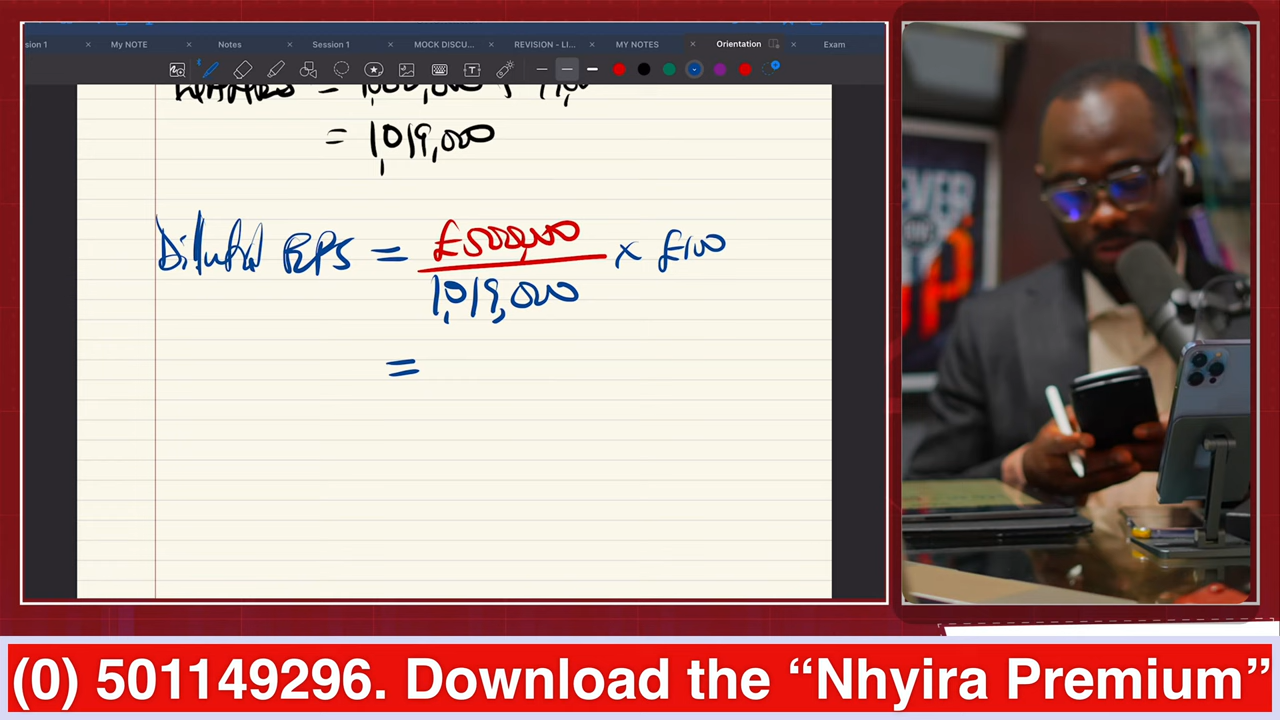 sion 1 My NOTE Notes Session 1 MOCK DISCU... REVISION - LI... MY NOTES Orientation Exam
T
=
= 1,019,000
Diluted EPS = £500,000 x £100
1,019,000
=
(0) 501149296. Download the “Nhyira Premium”